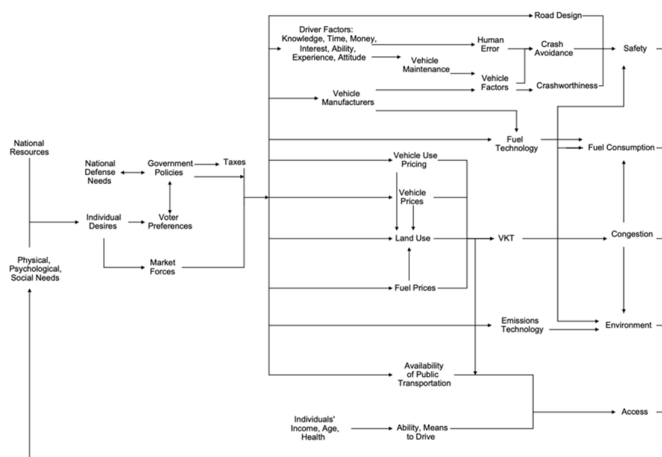 Road Design
Driver Factors:
Knowledge, Time, Money,
Interest, Ability,
Experience, Attitude
Human
Error
Crash
Avoidance
Safety
Vehicle
Maintenance
Vehicle
Factors
Crashworthiness
Vehicle
Manufacturers
Fuel
Technology
Fuel Consumption
National
Resources
National
Defense
Needs
Government
Policies
Taxes
Vehicle Use
Pricing
Vehicle
Prices
Individual
Desires
Voter
Preferences
Land Use
VKT
Congestion
Physical,
Psychological,
Social Needs
Market
Forces
Fuel Prices
Emissions
Technology
Environment
Availability
of Public
Transportation
Individuals'
Income, Age,
Health
Ability, Means
to Drive
Access